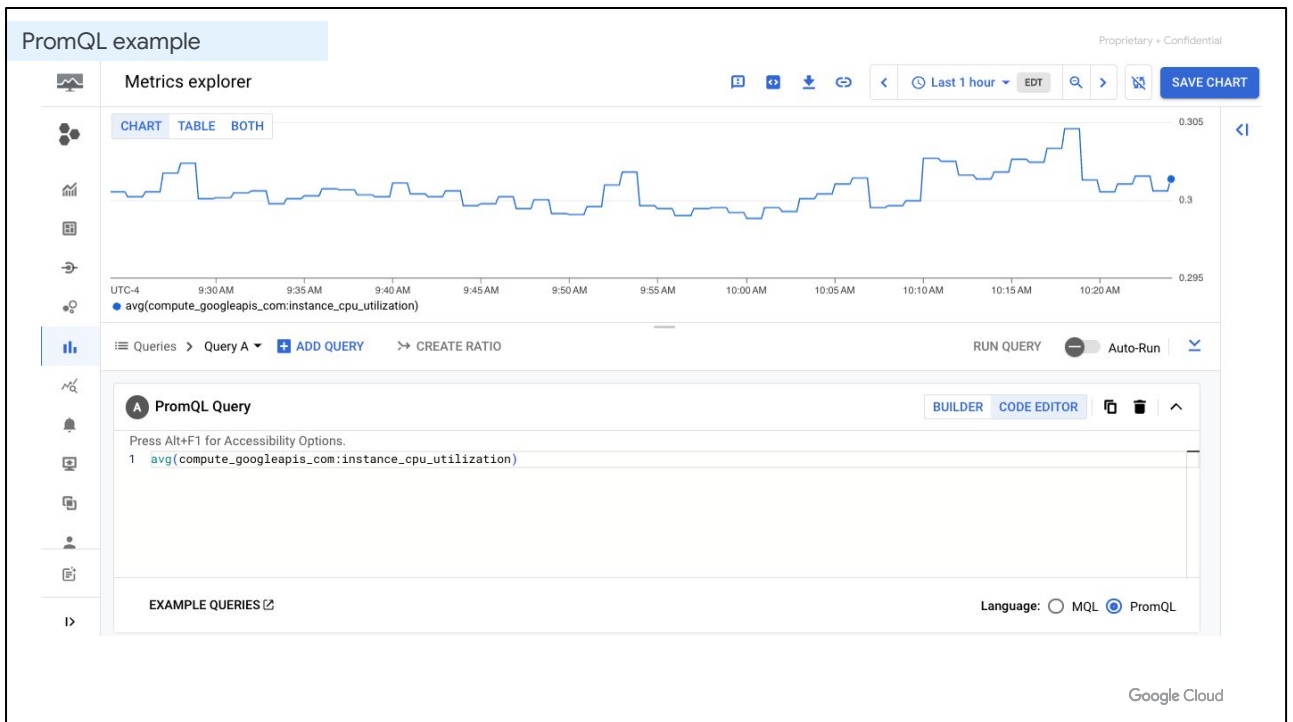 PromQL example
Proprietary + Confidential
Metrics explorer
Last 1 hour EDT
SAVE CHART
CHART TABLE BOTH
0.305
0.3
0.295
UTC-4 9:30 AM 9:35 AM 9:40 AM 9:45 AM 9:50 AM 9:55 AM 10:00 AM 10:05 AM 10:10 AM 10:15 AM 10:20 AM
avg(compute_googleapis_com:instance_cpu_utilization)
Queries Query A ADD QUERY CREATE RATIO RUN QUERY Auto-Run
A PromQL Query BUILDER CODE EDITOR
Press Alt+F1 for Accessibility Options.
1 avg(compute_googleapis_com:instance_cpu_utilization)
EXAMPLE QUERIES Language: MQL PromQL
Google Cloud